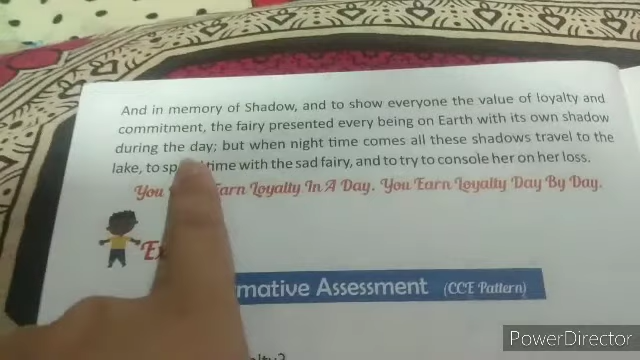 And in memory of Shadow, and to show everyone the value of loyalty and
commitment, the fairy presented every being on Earth with its own shadow
during the day; but when night time comes all these shadows travel to the
lake, to time with the sad fairy, and to try to console her on her loss.
You Earn Loyalty In A Day. You Earn Loyalty Day By Day.
Assessment (CCE Pattern)
PowerDirector